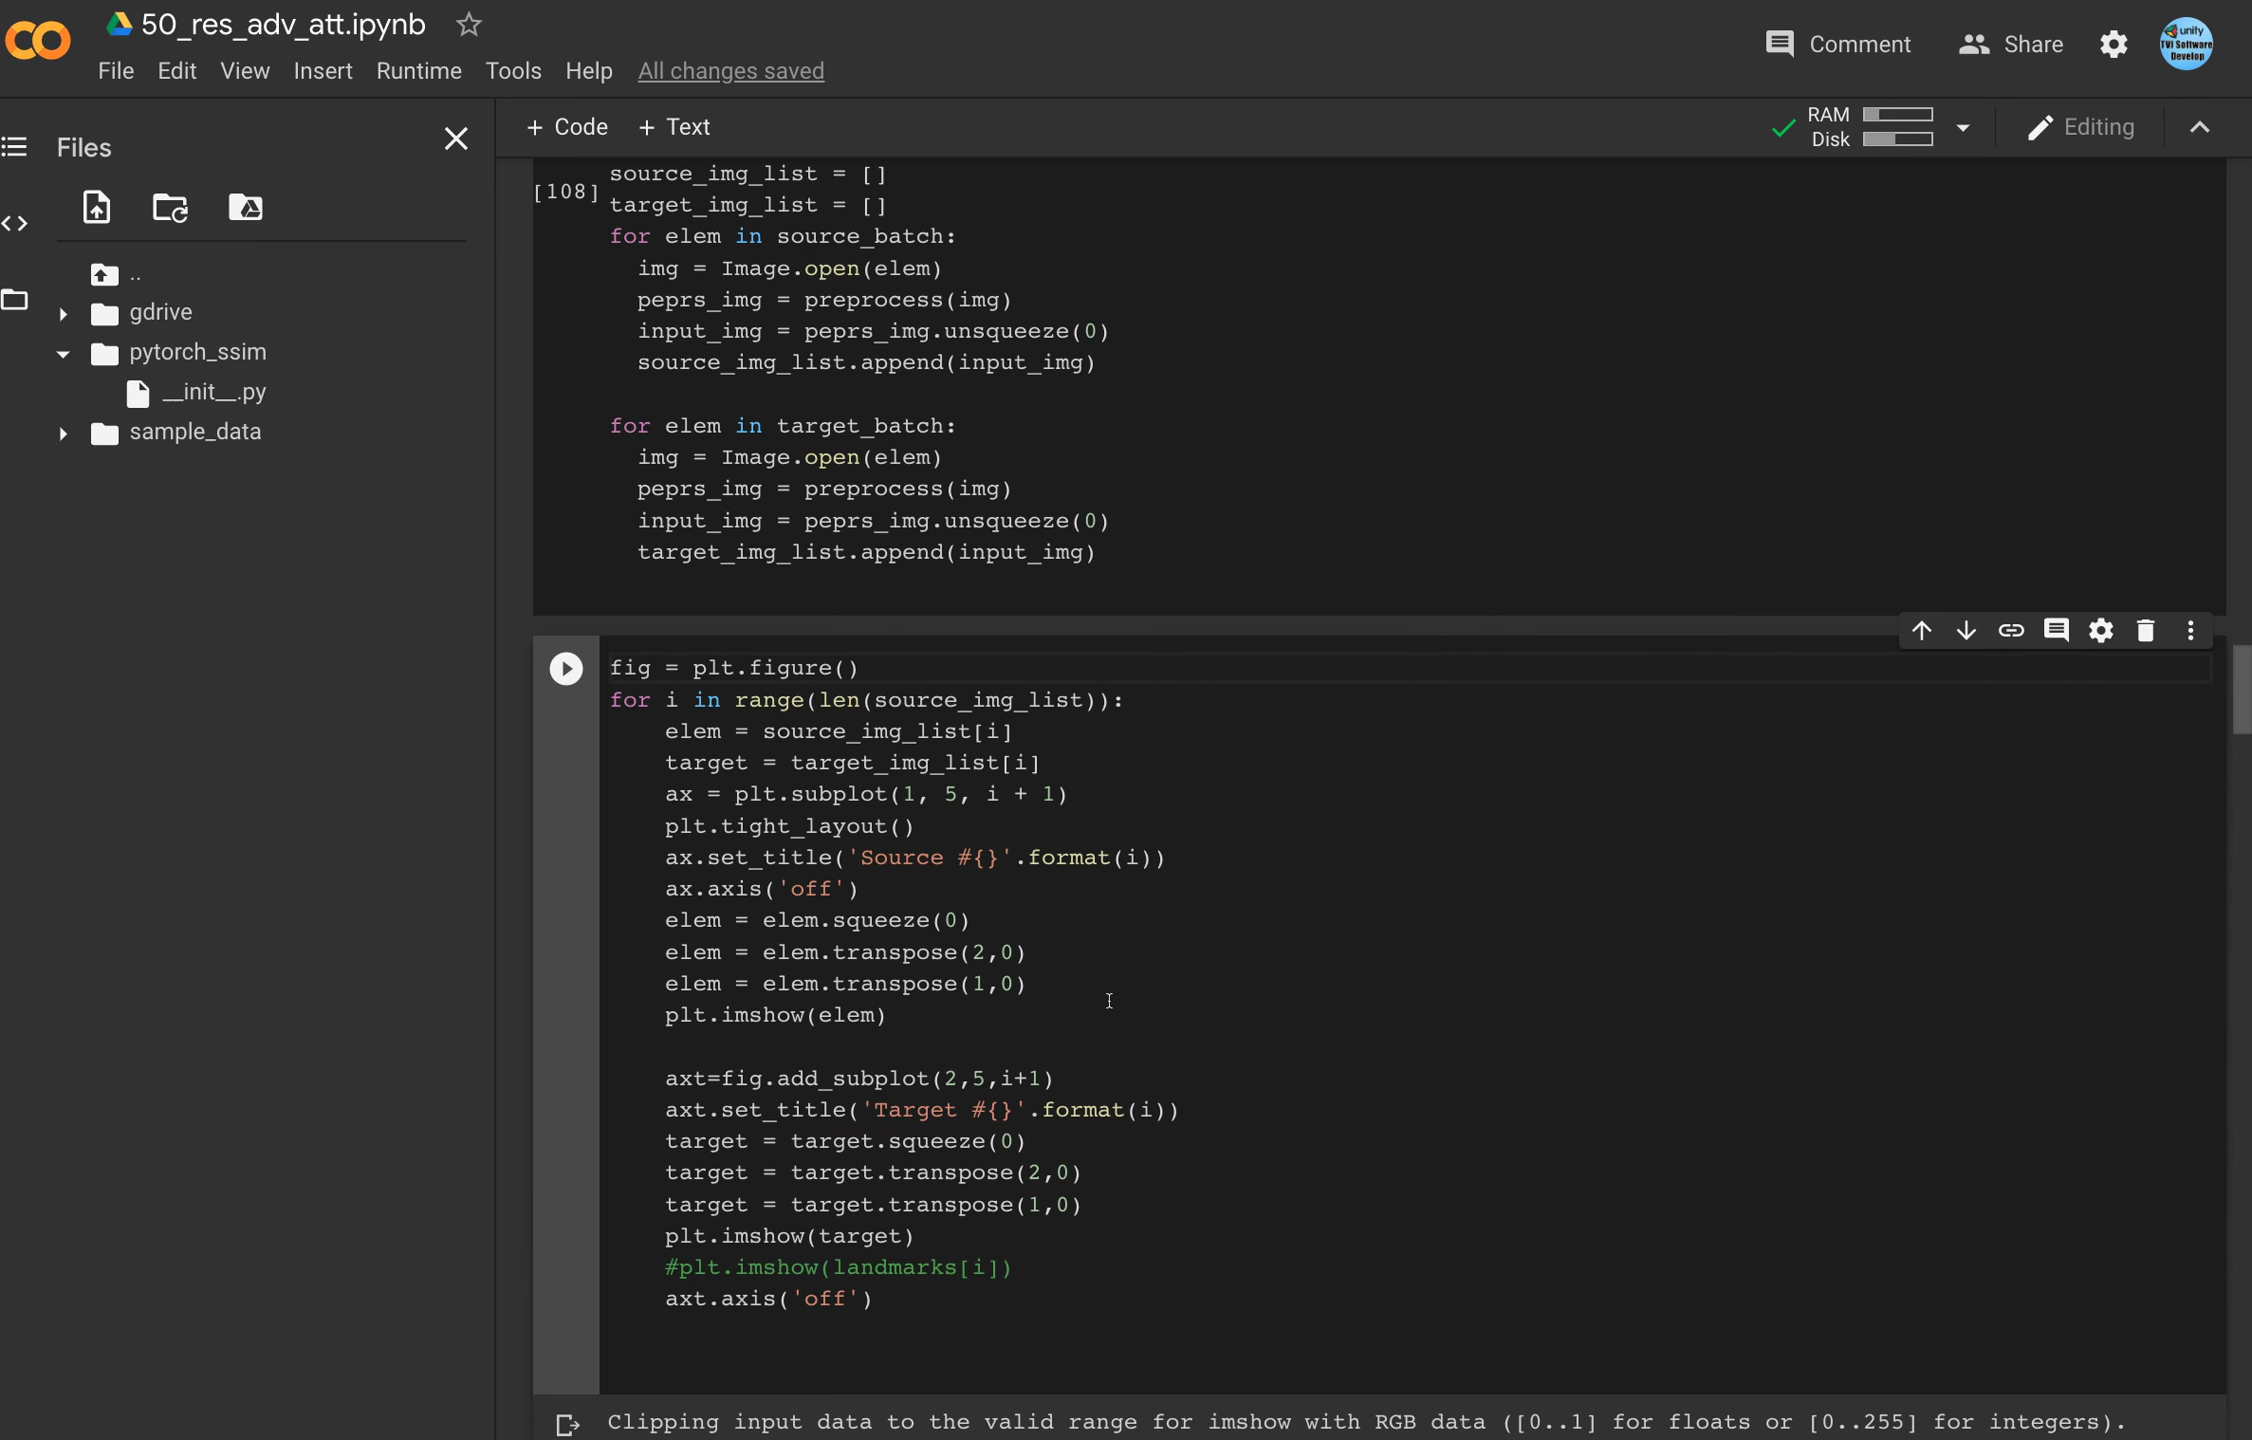 50_res_adv_att.ipynb
Comment
Share
unity
TVI Software
Develop
File Edit View Insert Runtime Tools Help All changes saved
Files
+ Code + Text
RAM
Disk
Editing
..
gdrive
pytorch_ssim
__init__.py
sample_data
source_img_list = []
[108]
target_img_list = []
for elem in source_batch:
img = Image.open(elem)
peprs_img = preprocess(img)
input_img = peprs_img.unsqueeze(0)
source_img_list.append(input_img)
for elem in target_batch:
img = Image.open(elem)
peprs_img = preprocess(img)
input_img = peprs_img.unsqueeze(0)
target_img_list.append(input_img)
fig = plt.figure()
for i in range(len(source_img_list)):
elem = source_img_list[i]
target = target_img_list[i]
ax = plt.subplot(1, 5, i + 1)
plt.tight_layout()
ax.set_title('Source #{}'.format(i))
ax.axis('off')
elem = elem.squeeze(0)
elem = elem.transpose(2,0)
elem = elem.transpose(1,0)
plt.imshow(elem)
axt=fig.add_subplot(2,5,i+1)
axt.set_title('Target #{}'.format(i))
target = target.squeeze(0)
target = target.transpose(2,0)
target = target.transpose(1,0)
plt.imshow(target)
#plt.imshow(landmarks[i])
axt.axis('off')
Clipping input data to the valid range for imshow with RGB data ([0..1] for floats or [0..255] for integers).